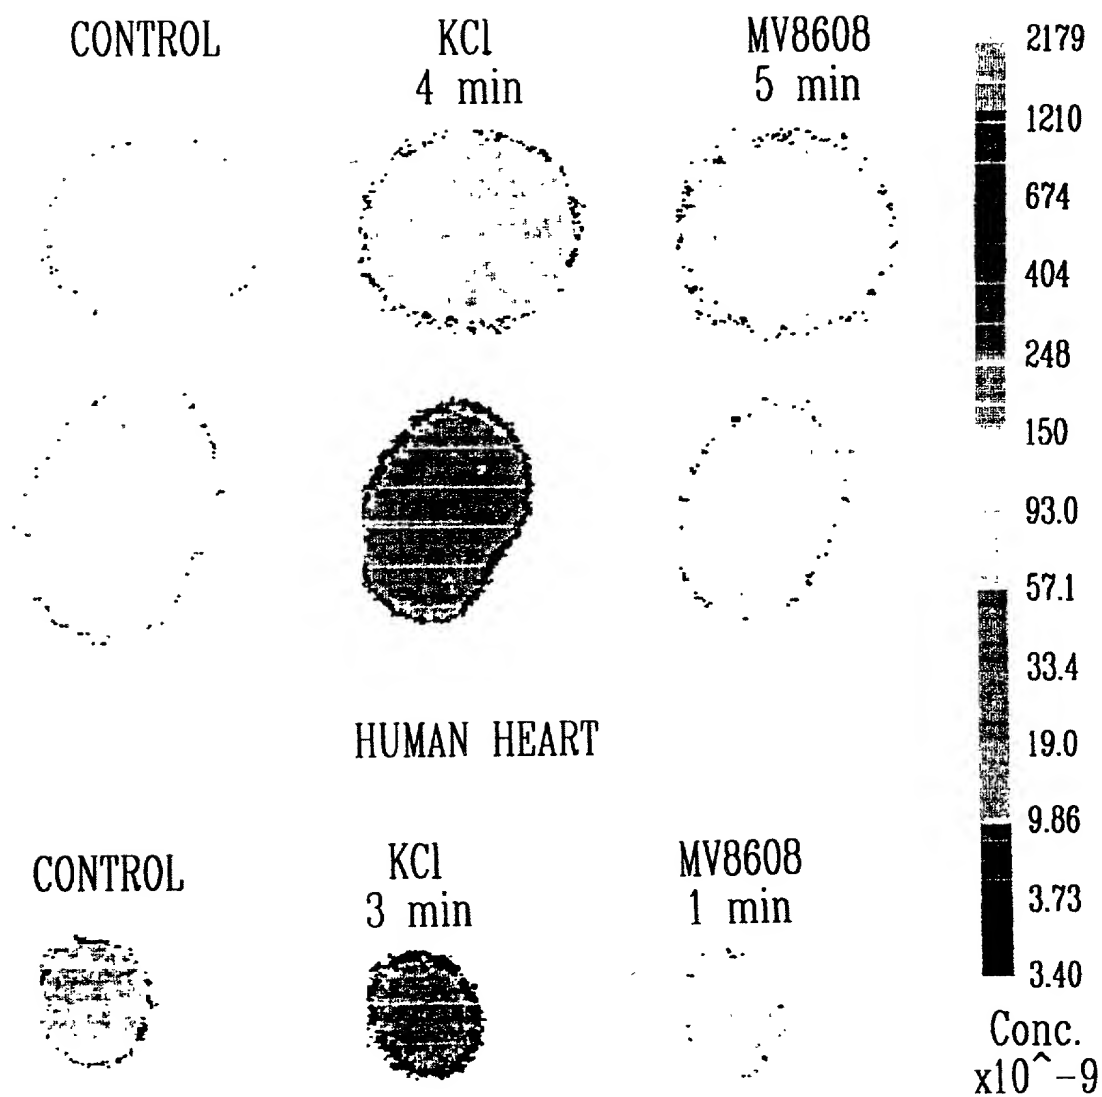 CONTROL
KCl
4 min
MV8608
5 min
2179
1210
674
404
248
150
93.0
57.1
33.4
19.0
9.86
3.73
3.40
Conc.
x10^-9
HUMAN HEART
CONTROL
KCl
3 min
MV8608
1 min